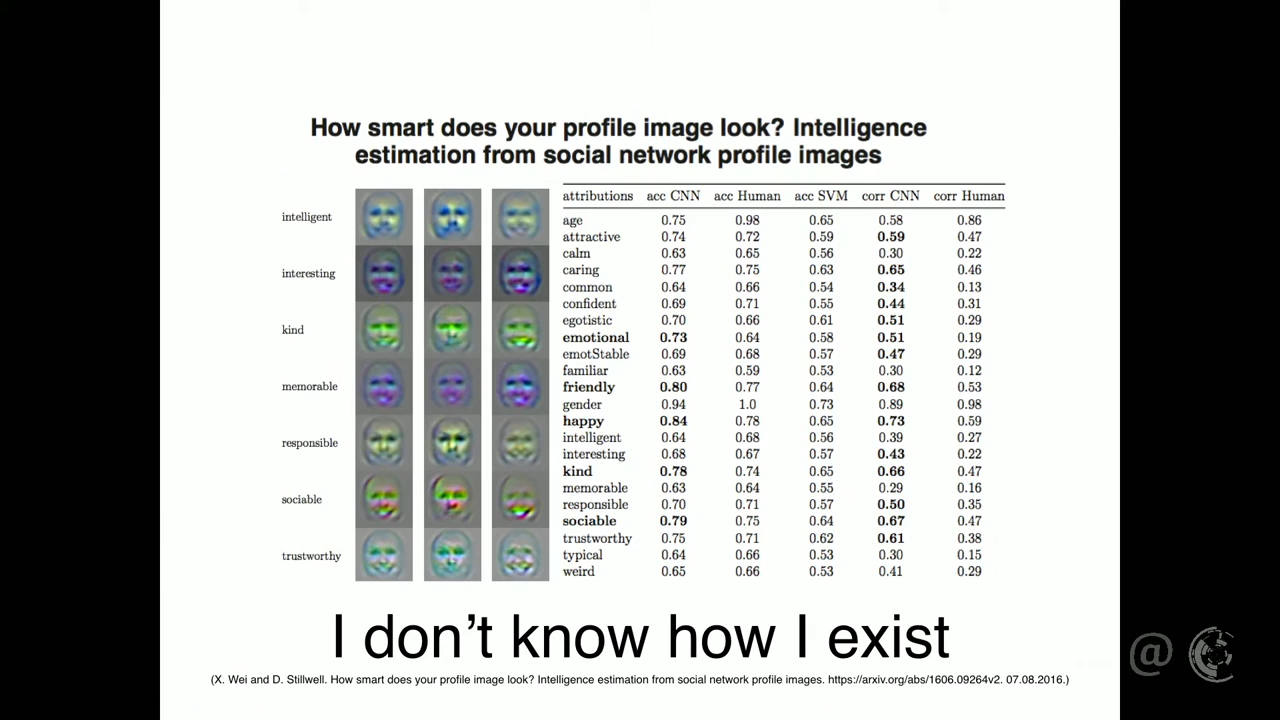 How smart does your profile image look? Intelligence
estimation from social network profile images
intelligent
interesting
kind
memorable
responsible
sociable
trustworthy
attributions acc CNN acc Human acc SVM corr CNN corr Human
age 0.75 0.98 0.65 0.58 0.86
attractive 0.74 0.72 0.59 0.59 0.47
calm 0.63 0.65 0.56 0.30 0.22
caring 0.77 0.75 0.63 0.65 0.46
common 0.64 0.66 0.54 0.34 0.13
confident 0.69 0.71 0.55 0.44 0.31
egotistic 0.70 0.66 0.61 0.51 0.29
emotional 0.73 0.64 0.58 0.51 0.19
emotStable 0.69 0.68 0.57 0.47 0.29
familiar 0.63 0.59 0.53 0.30 0.12
friendly 0.80 0.77 0.64 0.68 0.53
gender 0.94 1.0 0.73 0.89 0.98
happy 0.84 0.78 0.65 0.73 0.59
intelligent 0.64 0.68 0.56 0.39 0.27
interesting 0.68 0.67 0.57 0.43 0.22
kind 0.78 0.74 0.65 0.66 0.47
memorable 0.63 0.64 0.55 0.29 0.16
responsible 0.70 0.71 0.57 0.50 0.35
sociable 0.79 0.75 0.64 0.67 0.47
trustworthy 0.75 0.71 0.62 0.61 0.38
typical 0.64 0.66 0.53 0.30 0.15
weird 0.65 0.66 0.53 0.41 0.29
I don't know how I exist
(X. Wei and D. Stillwell. How smart does your profile image look? Intelligence estimation from social network profile images. https://arxiv.org/abs/1606.09264v2. 07.08.2016.)
@